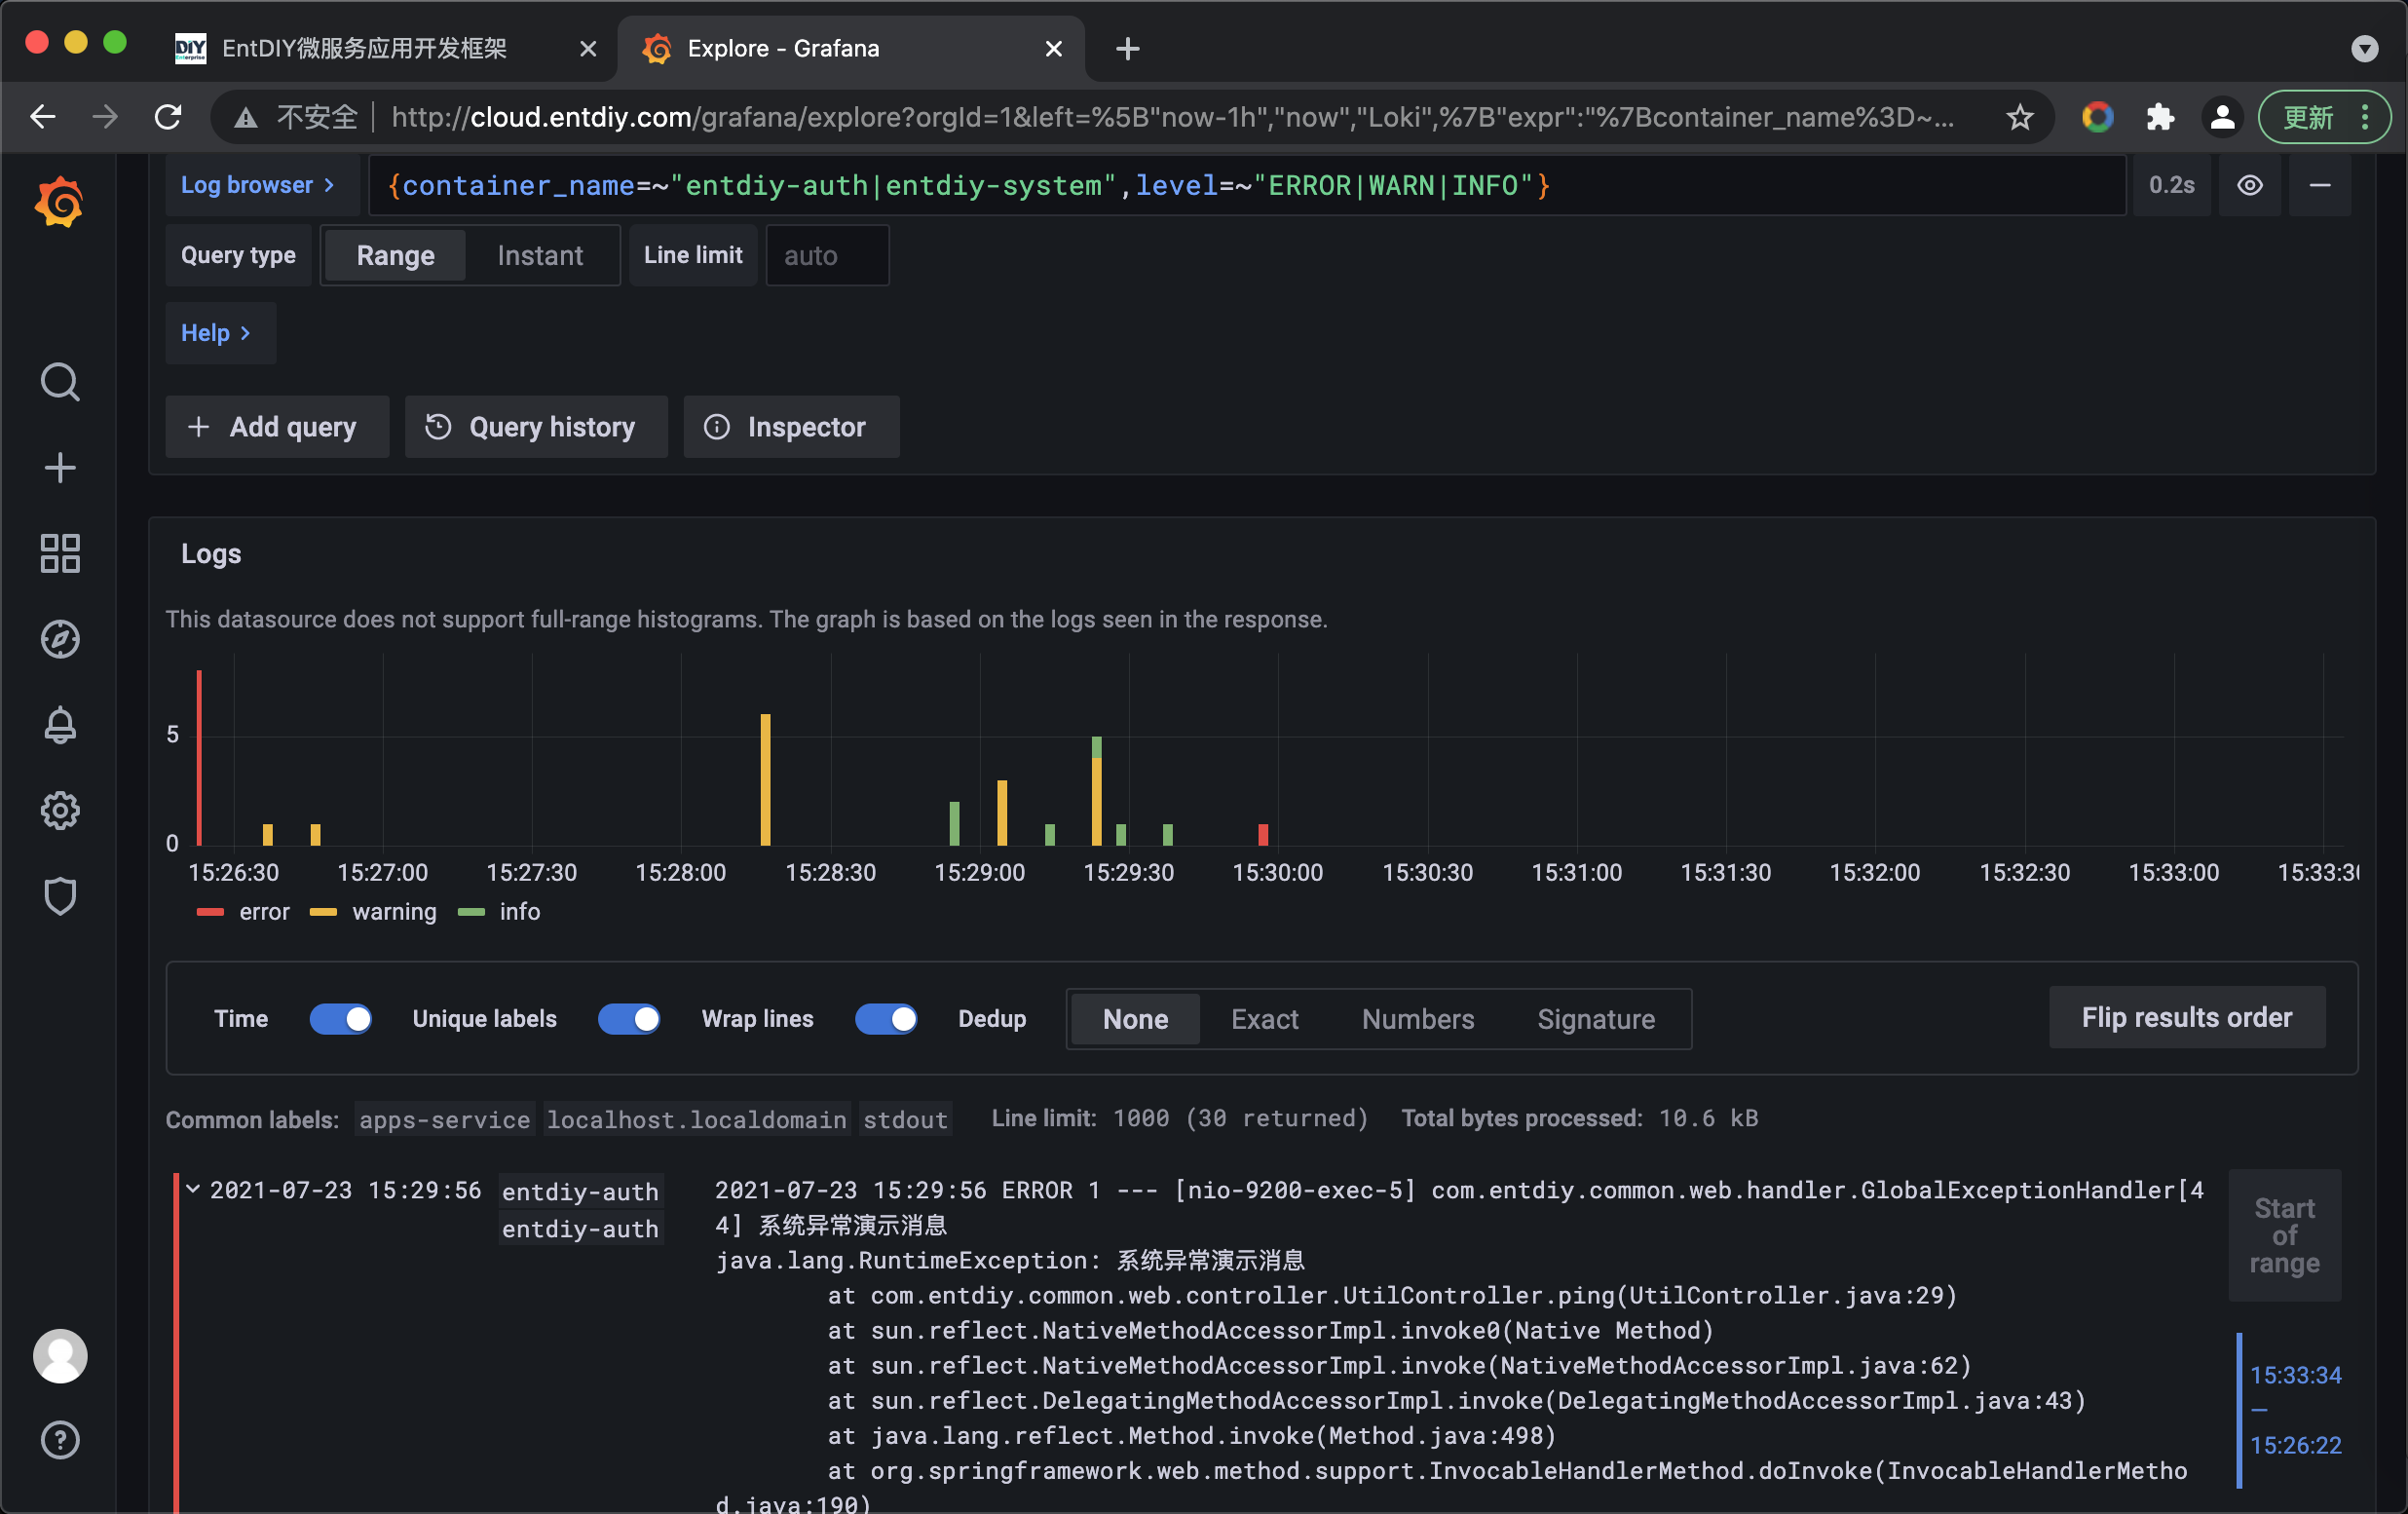 EntDIY微服务应用开发框架
Explore - Grafana
不安全
http://cloud.entdiy.com/grafana/explore?orgId=1&left=%5B"now-1h","now","Loki",%7B"expr":"%7Bcontainer_name%3D~...
更新
Log browser
{container_name=~"entdiy-auth|entdiy-system",level=~"ERROR|WARN|INFO"}
0.2s
Query type
Range
Instant
Line limit
auto
Help
Add query
Query history
Inspector
Logs
This datasource does not support full-range histograms. The graph is based on the logs seen in the response.
5
0
15:26:30 15:27:00 15:27:30 15:28:00 15:28:30 15:29:00 15:29:30 15:30:00 15:30:30 15:31:00 15:31:30 15:32:00 15:32:30 15:33:00 15:33:30
error warning info
Time
Unique labels
Wrap lines
Dedup
None
Exact
Numbers
Signature
Flip results order
Common labels: apps-service localhost.localdomain stdout Line limit: 1000 (30 returned) Total bytes processed: 10.6 kB
2021-07-23 15:29:56
entdiy-auth
entdiy-auth
2021-07-23 15:29:56 ERROR 1 --- [nio-9200-exec-5] com.entdiy.common.web.handler.GlobalExceptionHandler[4
4] 系统异常演示消息
java.lang.RuntimeException: 系统异常演示消息
at com.entdiy.common.web.controller.UtilController.ping(UtilController.java:29)
at sun.reflect.NativeMethodAccessorImpl.invoke0(Native Method)
at sun.reflect.NativeMethodAccessorImpl.invoke(NativeMethodAccessorImpl.java:62)
at sun.reflect.DelegatingMethodAccessorImpl.invoke(DelegatingMethodAccessorImpl.java:43)
at java.lang.reflect.Method.invoke(Method.java:498)
at org.springframework.web.method.support.InvocableHandlerMethod.doInvoke(InvocableHandlerMetho
d.java:190)
Start
of
range
15:33:34
—
15:26:22